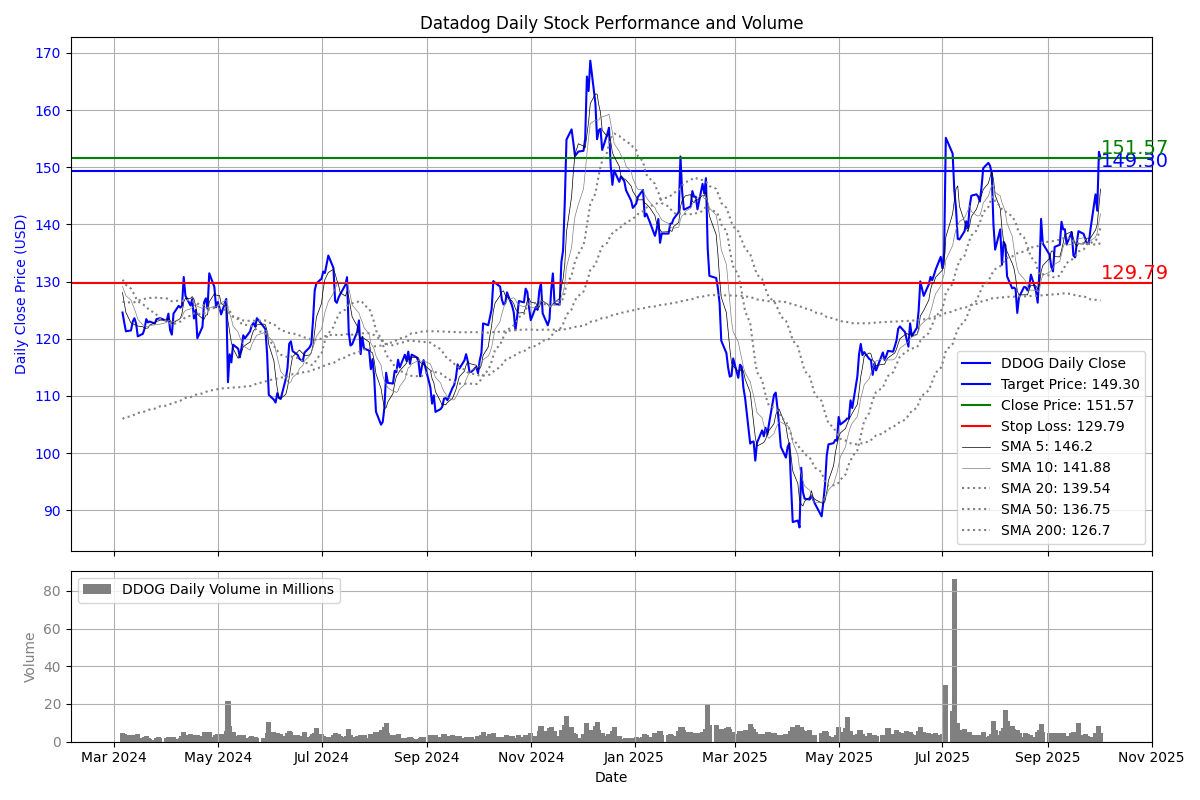 Datadog Daily Stock Performance and Volume
Daily Close Price (USD)
170
160
150
140
130
120
110
100
90
151.57
149.30
129.79
DDOG Daily Close
Target Price: 149.30
Close Price: 151.57
Stop Loss: 129.79
SMA 5: 146.2
SMA 10: 141.88
SMA 20: 139.54
SMA 50: 136.75
SMA 200: 126.7
Volume
80
60
40
20
0
DDOG Daily Volume in Millions
Mar 2024 May 2024 Jul 2024 Sep 2024 Nov 2024 Jan 2025 Mar 2025 May 2025 Jul 2025 Sep 2025 Nov 2025
Date